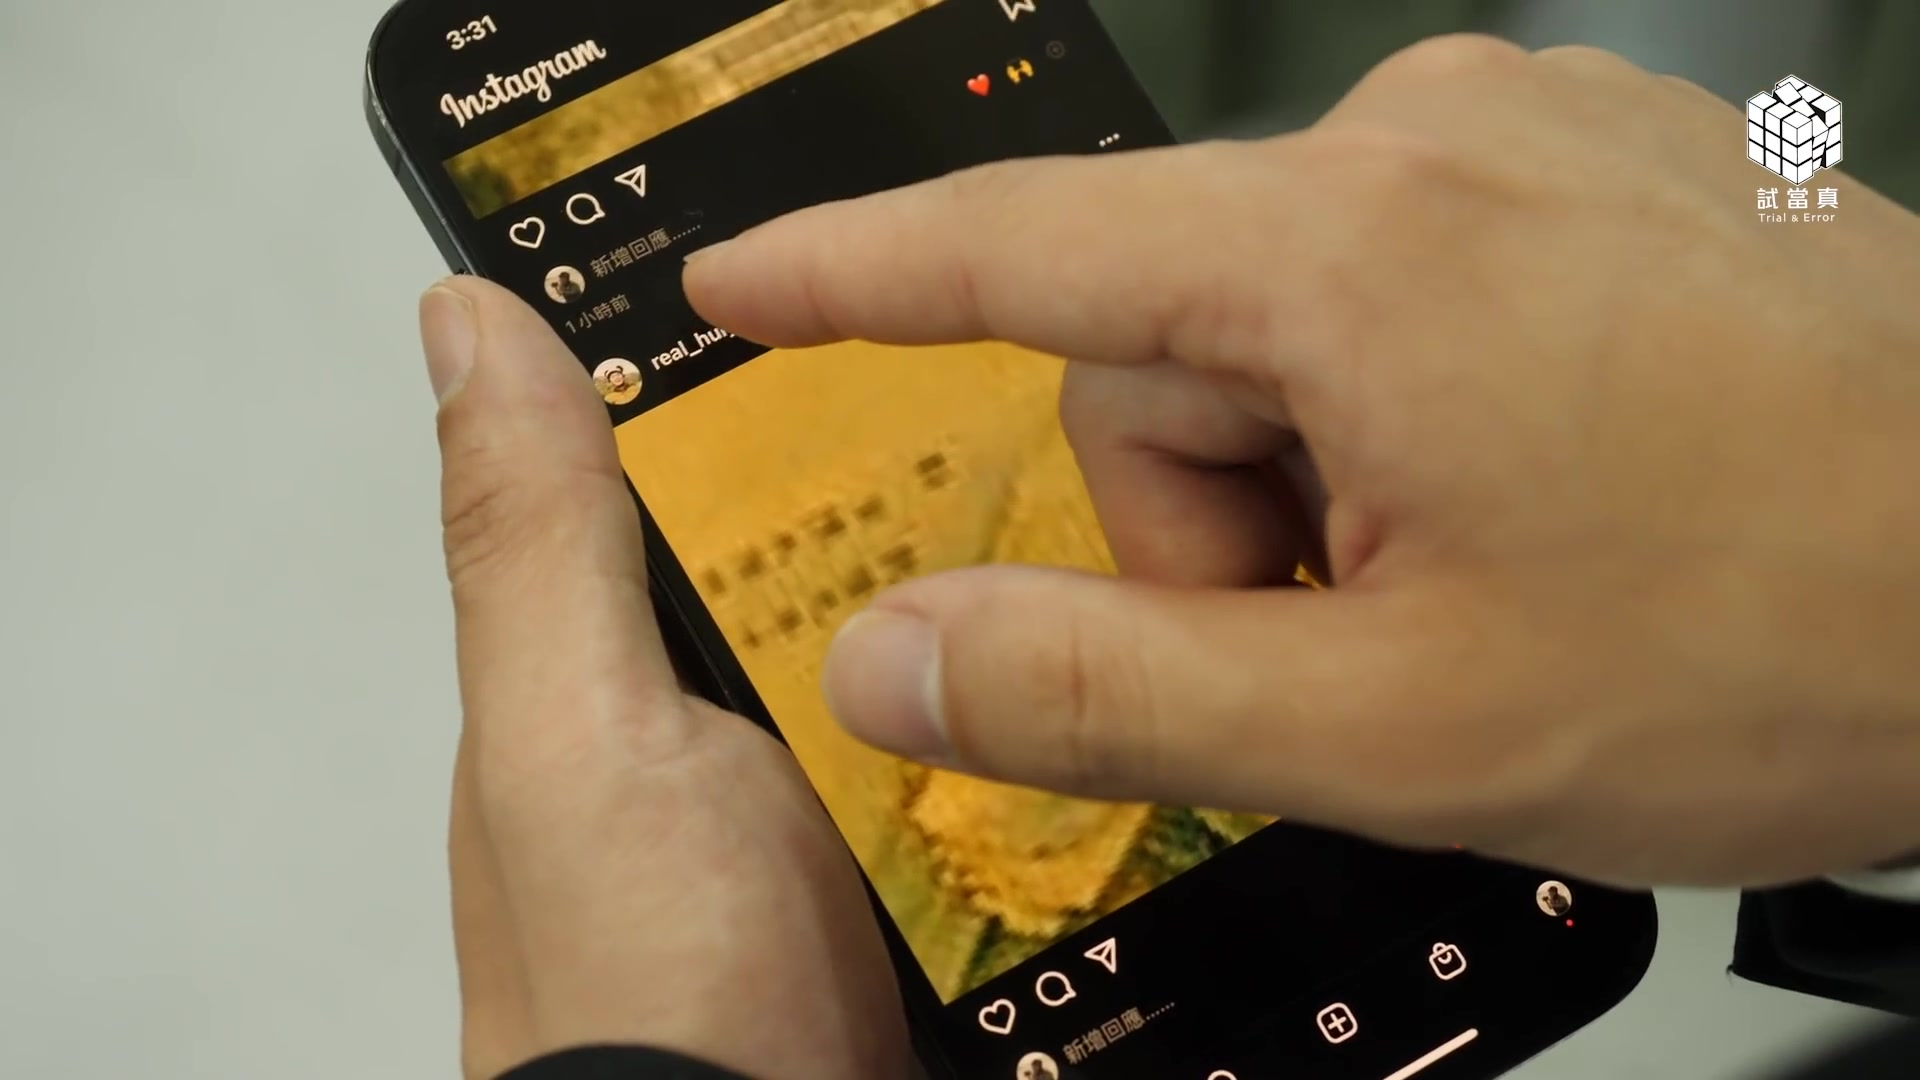 3:31
Instagram
新增回應......
1 小時前
新增回應......
試當真
Trial & Error